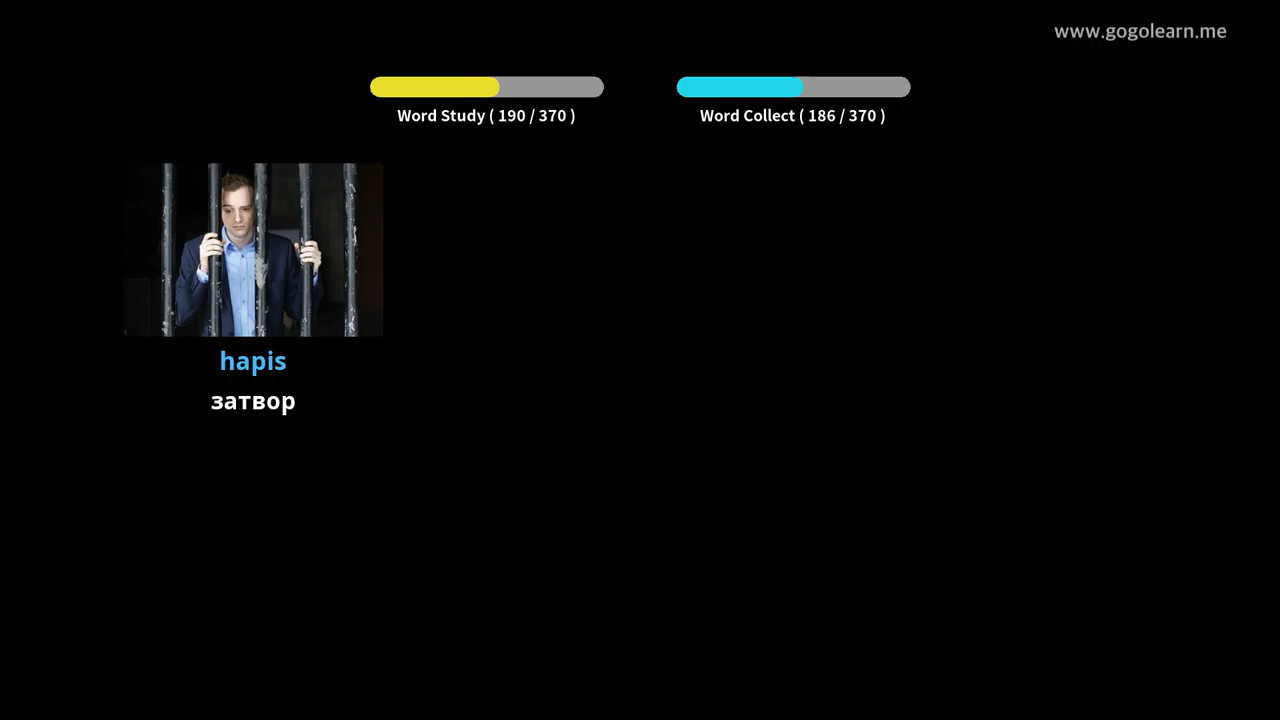 www.gogolearn.me
Word Study ( 190 / 370 )
Word Collect ( 186 / 370 )
hapis
затвор